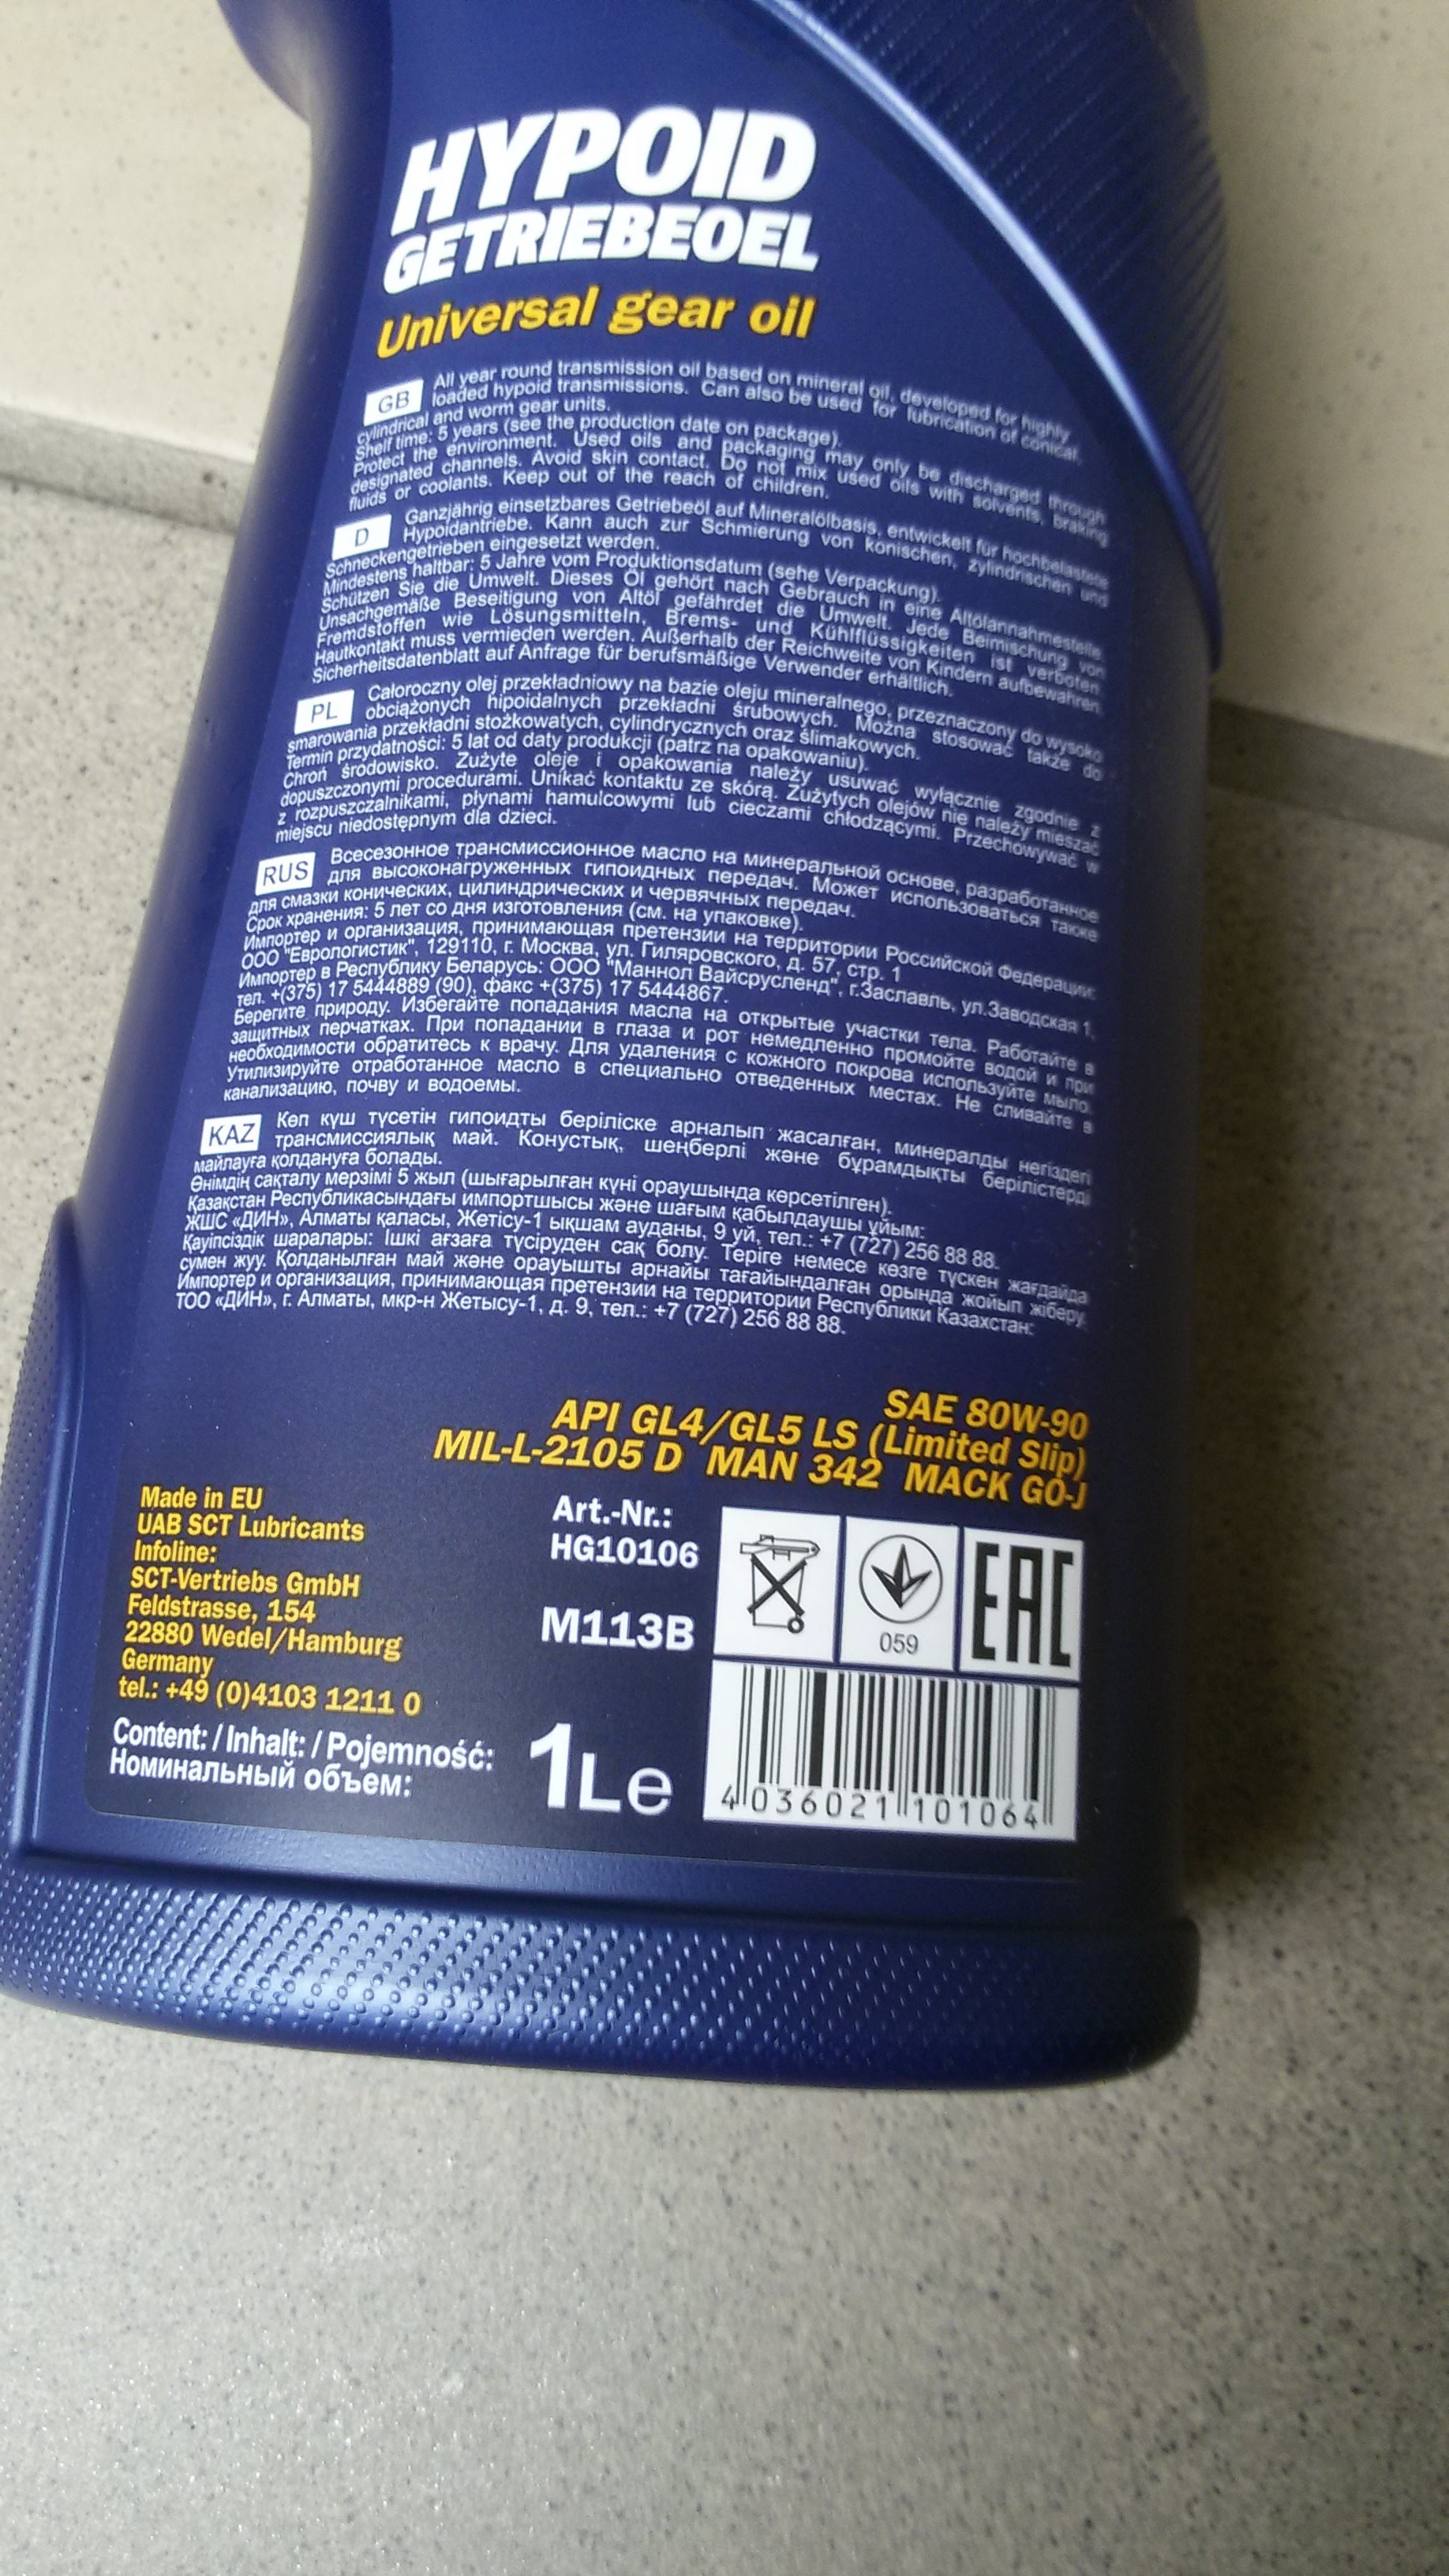 HYPOID
GETRIEBEOEL
Universal gear oil
GB All year round transmission oil based on mineral oil, developed for highly
loaded hypoid transmissions. Can also be used for lubrication of conical,
cylindrical and worm gear units.
Shelf time: 5 years (see the production date on package).
Protect the environment. Used oils and packaging may only be discharged through
designated channels. Avoid skin contact. Do not mix used oils with solvents, braking
fluids or coolants. Keep out of the reach of children.
D Ganzjährig einsetzbares Getriebeöl auf Mineralölbasis, entwickelt für hochbelastete
Hypoidantriebe. Kann auch zur Schmierung von konischen, zylindrischen und
Schneckengetrieben eingesetzt werden.
Mindestens haltbar: 5 Jahre vom Produktionsdatum (sehe Verpackung).
Schützen Sie die Umwelt. Dieses Öl gehört nach Gebrauch in eine Altölannahmestelle.
Unsachgemäße Beseitigung von Altöl gefährdet die Umwelt. Jede Beimischung von
Fremdstoffen wie Lösungsmitteln, Brems- und Kühlflüssigkeiten ist verboten.
Hautkontakt muss vermieden werden. Außerhalb der Reichweite von Kindern aufbewahren.
Sicherheitsdatenblatt auf Anfrage für berufsmäßige Verwender erhältlich.
PL Całoroczny olej przekładniowy na bazie oleju mineralnego, przeznaczony do wysoko
obciążonych hipoidalnych przekładni śrubowych. Można stosować także do
smarowania przekładni stożkowatych, cylindrycznych oraz ślimakowych.
Termin przydatności: 5 lat od daty produkcji (patrz na opakowaniu).
Chroń środowisko. Zużyte oleje i opakowania należy usuwać wyłącznie zgodnie z
dopuszczonymi procedurami. Unikać kontaktu ze skórą. Zużytych olejów nie należy mieszać
z rozpuszczalnikami, płynami hamulcowymi lub cieczami chłodzącymi. Przechowywać w
miejscu niedostępnym dla dzieci.
RUS Всесезонное трансмиссионное масло на минеральной основе, разработанное
для высоконагруженных гипоидных передач. Может использоваться также
для смазки конических, цилиндрических и червячных передач.
Срок хранения: 5 лет со дня изготовления (см. на упаковке).
Импортер и организация, принимающая претензии на территории Российской Федерации:
ООО "Еврологистик", 129110, г. Москва, ул. Гиляровского, д. 57, стр. 1
Импортер в Республику Беларусь: ООО "Маннол Вайсрусленд", г.Заславль, ул.Заводская 1,
тел. +(375) 17 5444889 (90), факс +(375) 17 5444867.
Берегите природу. Избегайте попадания масла на открытые участки тела. Работайте в
защитных перчатках. При попадании в глаза и рот немедленно промойте водой и при
необходимости обратитесь к врачу. Для удаления с кожного покрова используйте мыло.
Утилизируйте отработанное масло в специально отведенных местах. Не сливайте в
канализацию, почву и водоемы.
KAZ Көп күш түсетін гипоидты беріліске арналып жасалған, минералды негіздегі
трансмиссиялық май. Конустық, шеңберлі және бұрамдықты берілістерді
майлауға қолдануға болады.
Өнімдің сақталу мерзімі 5 жыл (шығарылған күні ораушында көрсетілген).
Қазақстан Республикасындағы импортшысы және шағым қабылдаушы ұйым:
ЖШС «ДИН», Алматы қаласы, Жетісу-1 ықшам ауданы, 9 уй, тел.: +7 (727) 256 88 88.
Қауіпсіздік шаралары: Ішкі ағзаға түсіруден сақ болу. Теріге немесе көзге түскен жағдайда
сумен жуу. Қолданылған май және орауышты арнайы тағайындалған орында жойып жіберу.
Импортер и организация, принимающая претензии на территории Республики Казахстан:
ТОО «ДИН», г. Алматы, мкр-н Жетысу-1, д. 9, тел.: +7 (727) 256 88 88.
SAE 80W-90
API GL4/GL5 LS (Limited Slip)
MIL-L-2105 D MAN 342 MACK GO-J
Made in EU
UAB SCT Lubricants
Infoline:
SCT-Vertriebs GmbH
Feldstrasse, 154
22880 Wedel/Hamburg
Germany
tel.: +49 (0)4103 1211 0
Art.-Nr.:
HG10106
M113B
059
EAC
Content: / Inhalt: / Pojemność:
Номинальный объем:
1Le
4 036021 101064